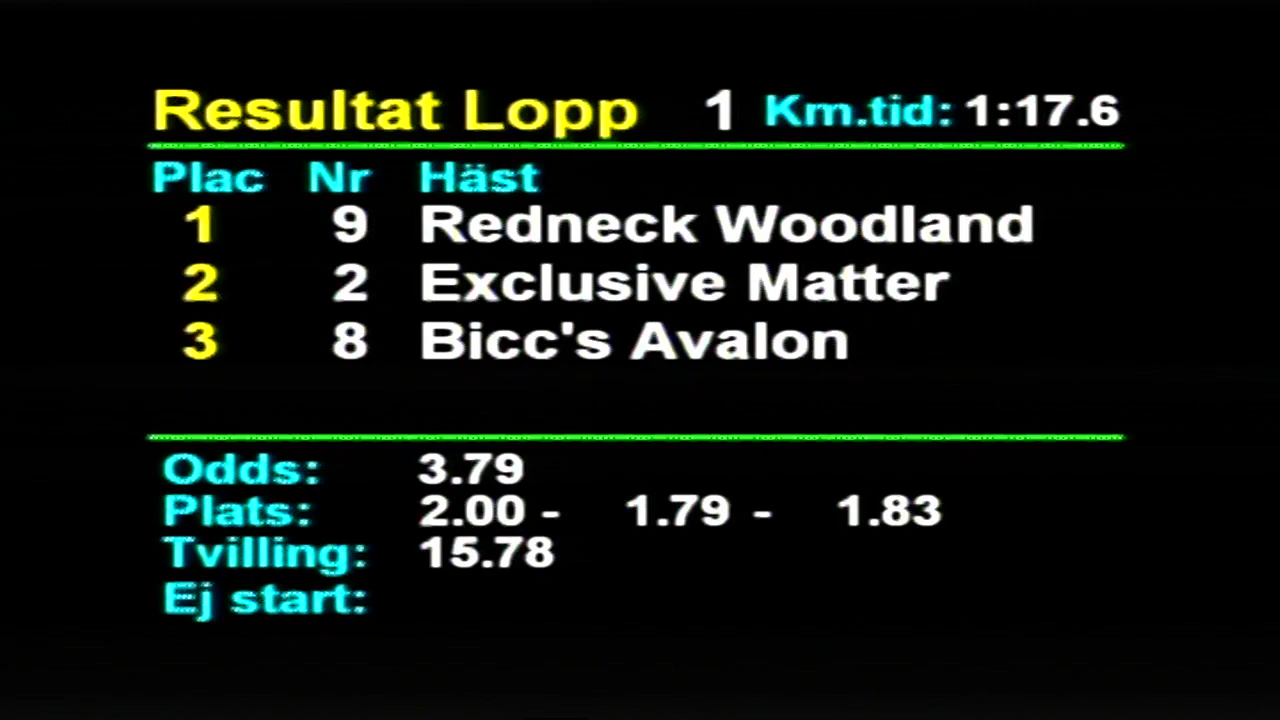 Resultat Lopp 1 Km.tid: 1:17.6
Plac Nr Häst
1 9 Redneck Woodland
2 2 Exclusive Matter
3 8 Bicc's Avalon
Odds: 3.79
Plats: 2.00 - 1.79 - 1.83
Tvilling: 15.78
Ej start: